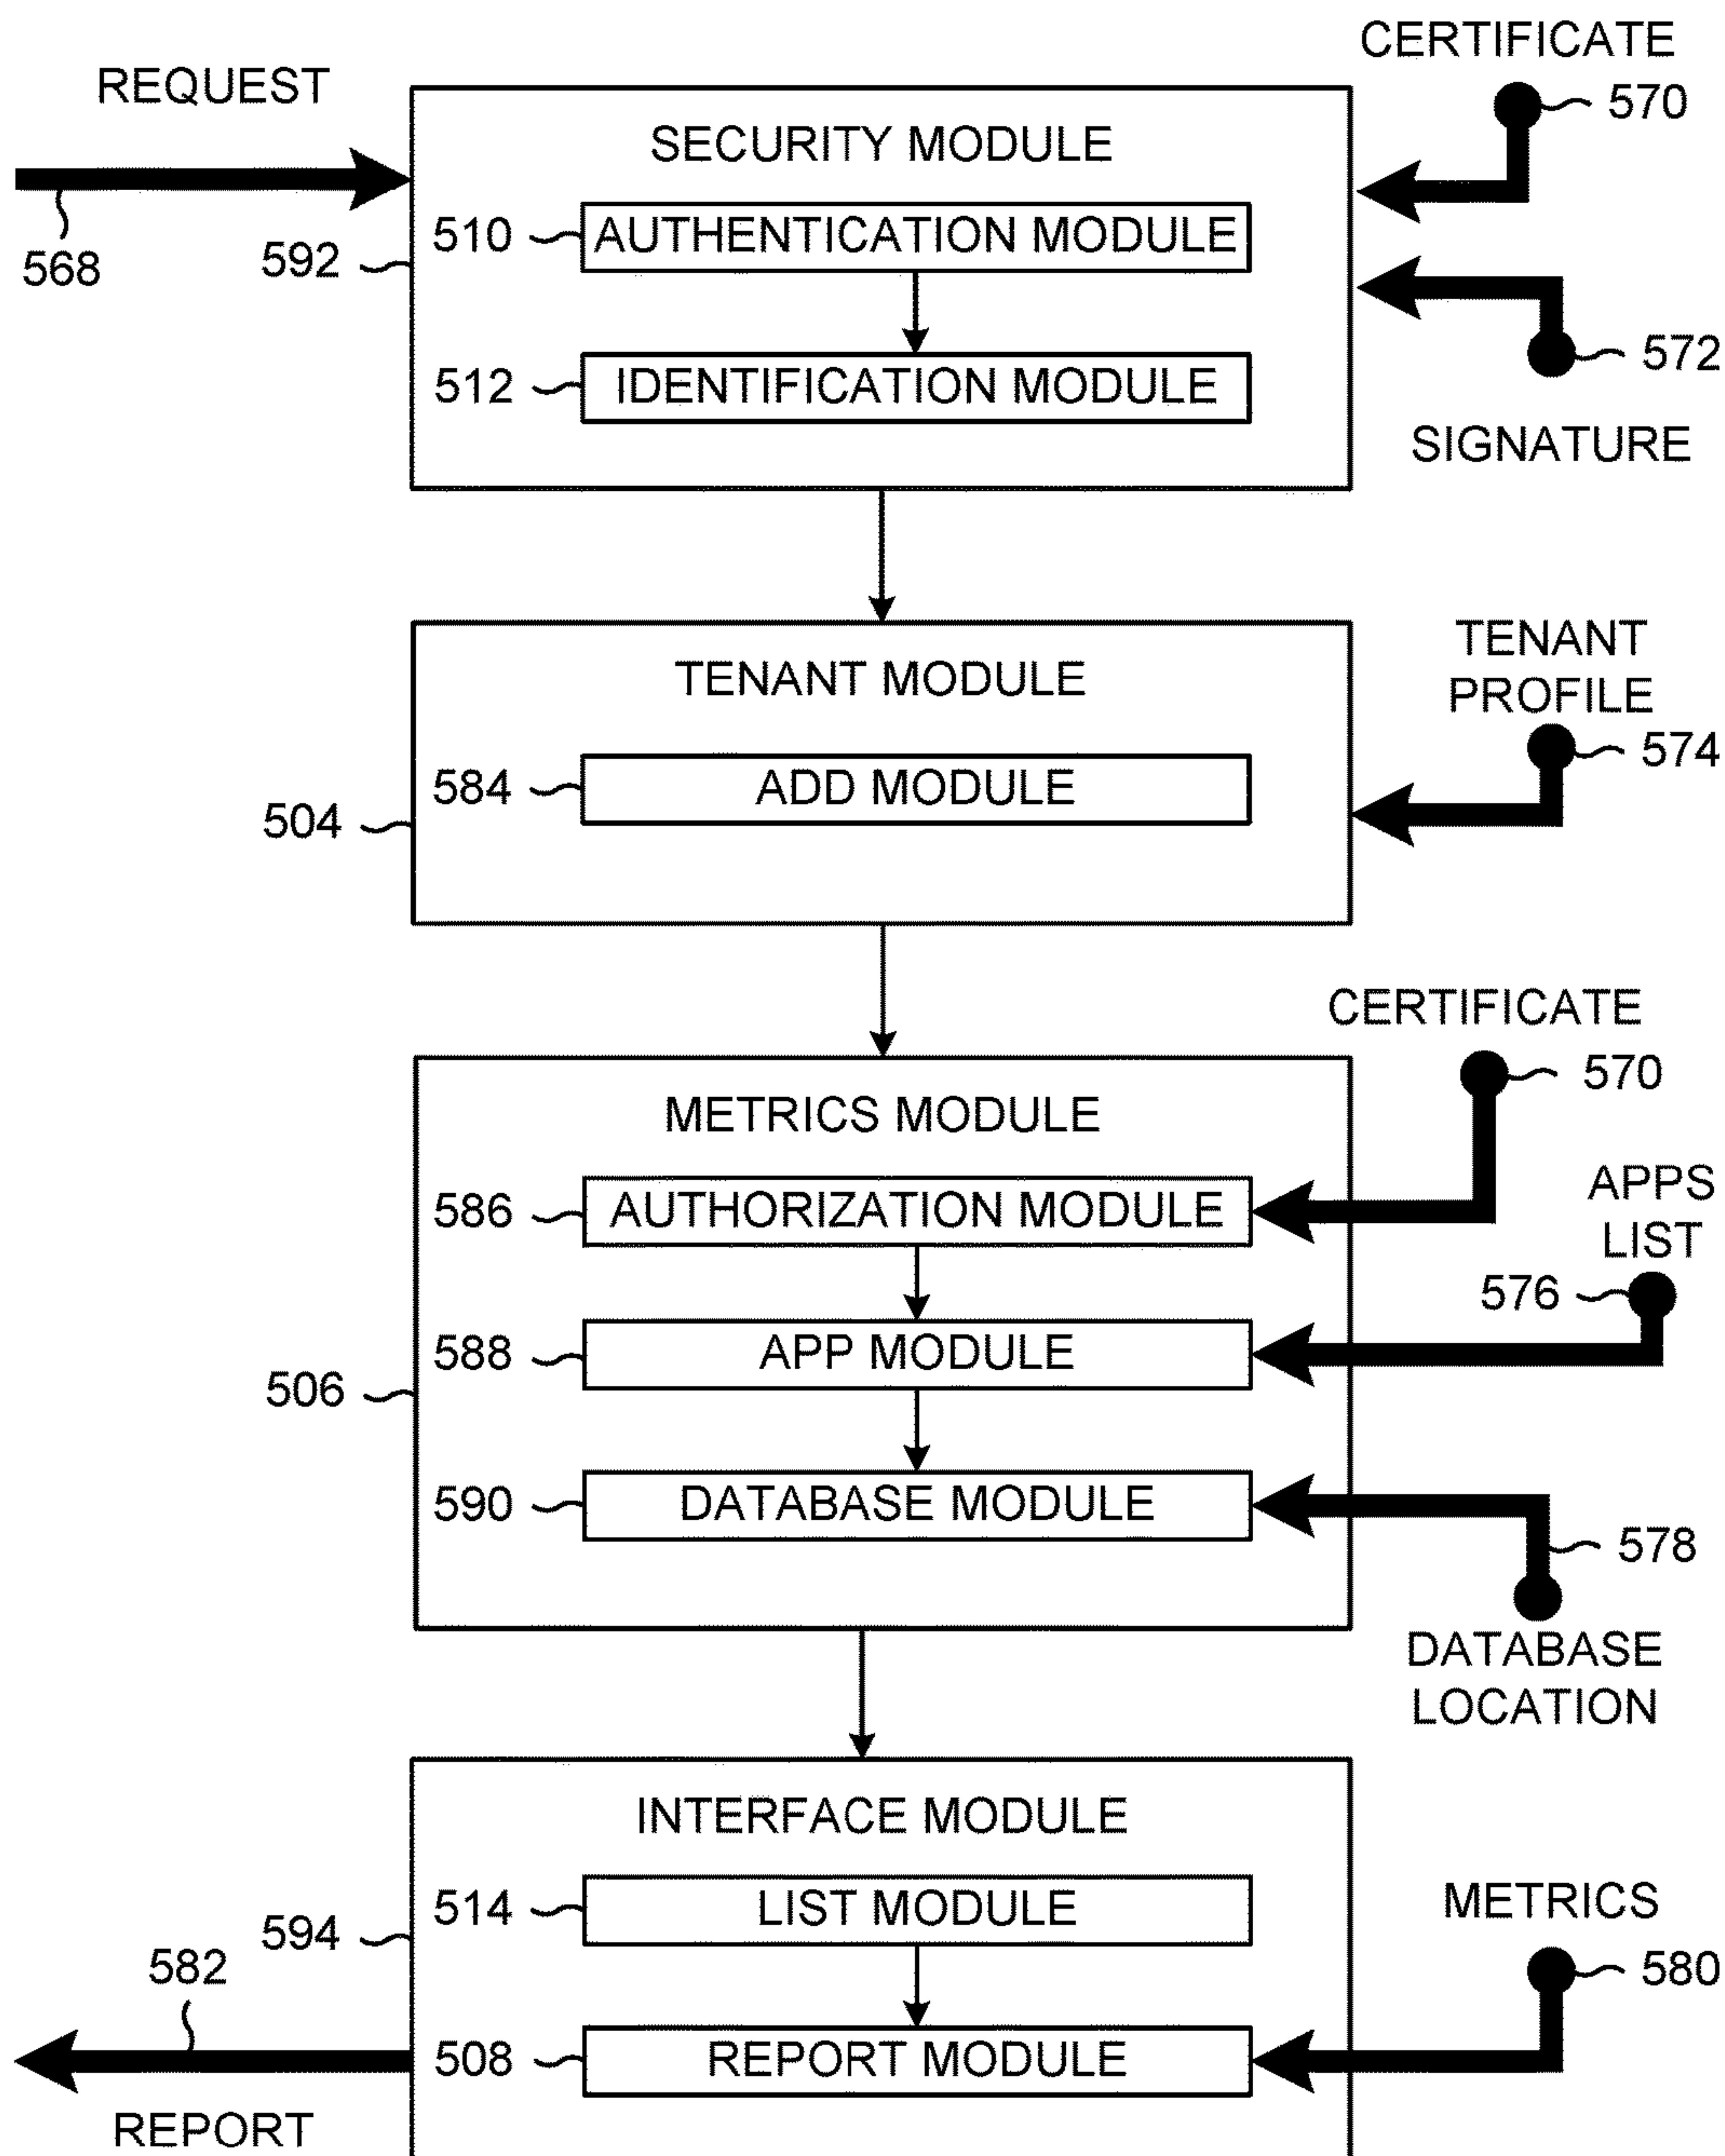 CERTIFICATE
REQUEST
570
SECURITY MODULE
568
592
510
AUTHENTICATION MODULE
512
IDENTIFICATION MODULE
572
SIGNATURE
TENANT MODULE
TENANT
PROFILE
574
584
ADD MODULE
504
CERTIFICATE
570
METRICS MODULE
586
AUTHORIZATION MODULE
APPS
LIST
576
588
APP MODULE
506
590
DATABASE MODULE
578
DATABASE
LOCATION
INTERFACE MODULE
514
LIST MODULE
METRICS
580
594
582
508
REPORT MODULE
REPORT